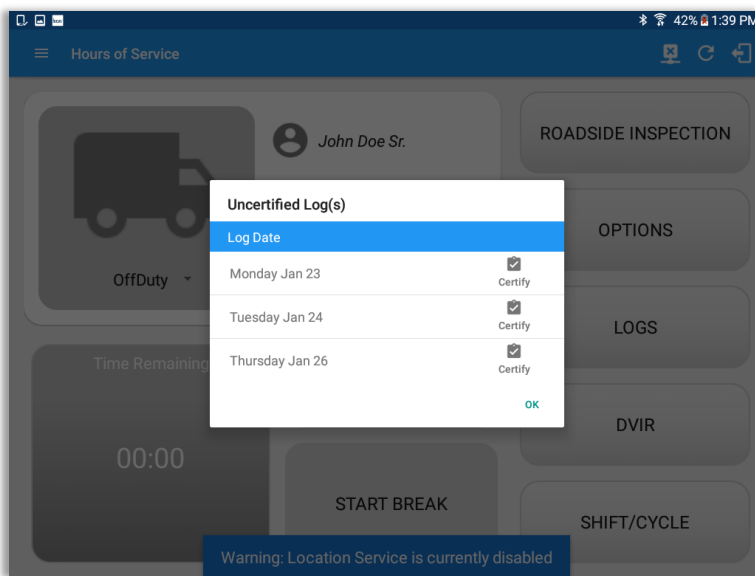 42% 1:39 PM
Hours of Service
John Doe Sr.
OffDuty
Time Remaining
00:00
START BREAK
ROADSIDE INSPECTION
OPTIONS
LOGS
DVIR
SHIFT/CYCLE
Uncertified Log(s)
Log Date
Monday Jan 23
Certify
Tuesday Jan 24
Certify
Thursday Jan 26
Certify
OK
Warning: Location Service is currently disabled